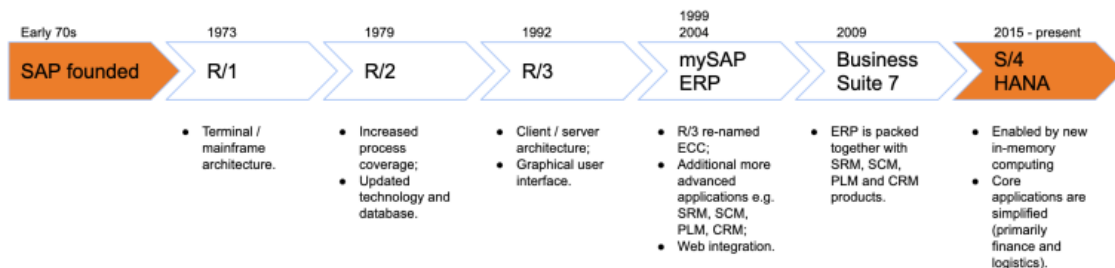 Early 70s
SAP founded
1973
R/1
● Terminal /
mainframe
architecture.
1979
R/2
● Increased
process
coverage;
● Updated
technology and
database.
1992
R/3
● Client / server
architecture;
● Graphical user
interface.
1999
2004
mySAP
ERP
● R/3 re-named
ECC;
● Additional more
advanced
applications e.g.
SRM, SCM,
PLM, CRM;
● Web integration.
2009
Business
Suite 7
● ERP is packed
together with
SRM, SCM,
PLM and CRM
products.
2015 - present
S/4
HANA
● Enabled by new
in-memory
computing
● Core
applications are
simplified
(primarily
finance and
logistics).